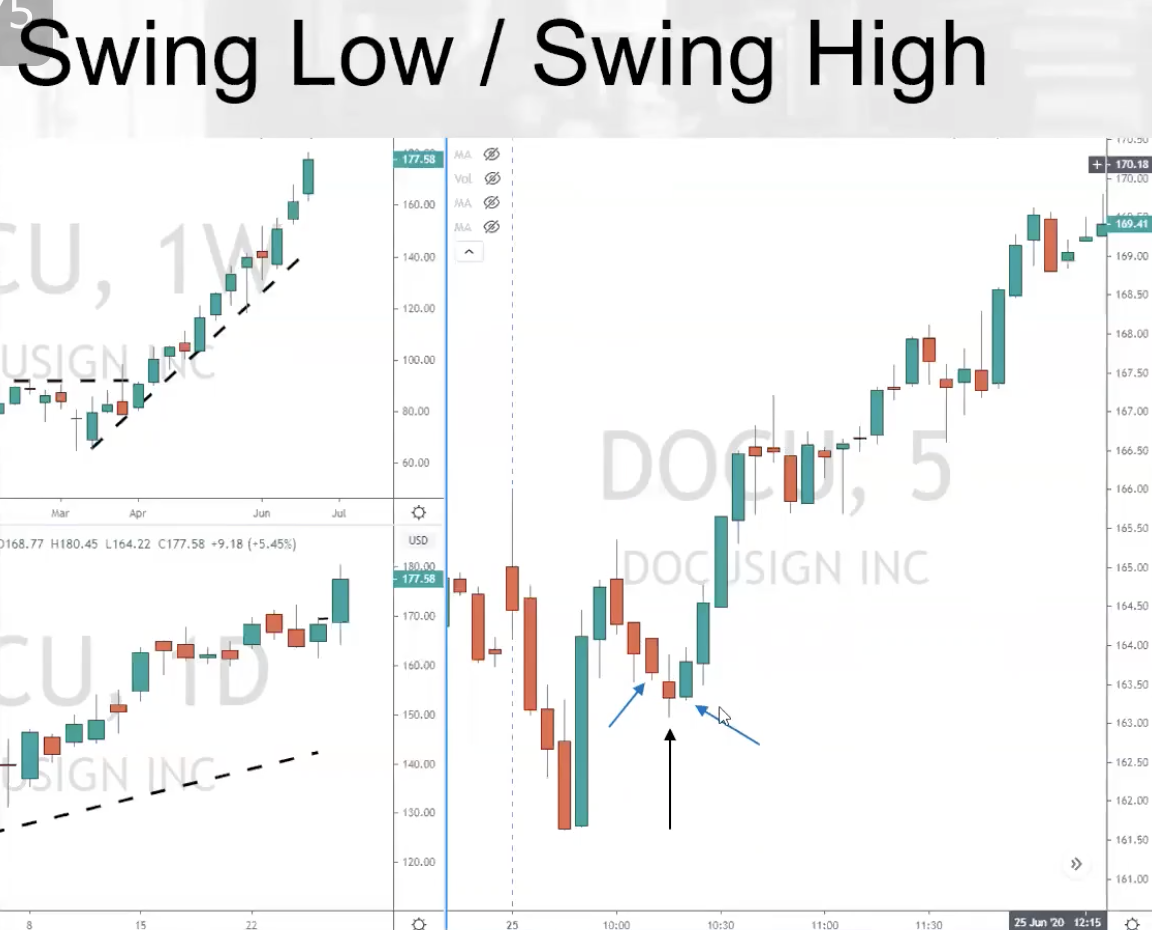 Swing Low / Swing High
177.58
160.00
140.00
120.00
100.00
80.00
60.00
CU, 1W
USIGN INC
Mar Apr Jun Jul
O168.77 H180.45 L164.22 C177.58 +9.18 (+5.45%)
USD
180.00
177.58
170.00
160.00
150.00
140.00
130.00
120.00
CU, 1D
USIGN INC
8 15 22
MA
Vol
MA
MA
DOCU, 5
DOCUSIGN INC
170.50
+ 170.18
170.00
169.41
169.00
168.50
168.00
167.50
167.00
166.50
166.00
165.50
165.00
164.50
164.00
163.50
163.00
162.50
162.00
161.50
161.00
25 10:00 10:30 11:00 11:30 25 Jun '20 12:15